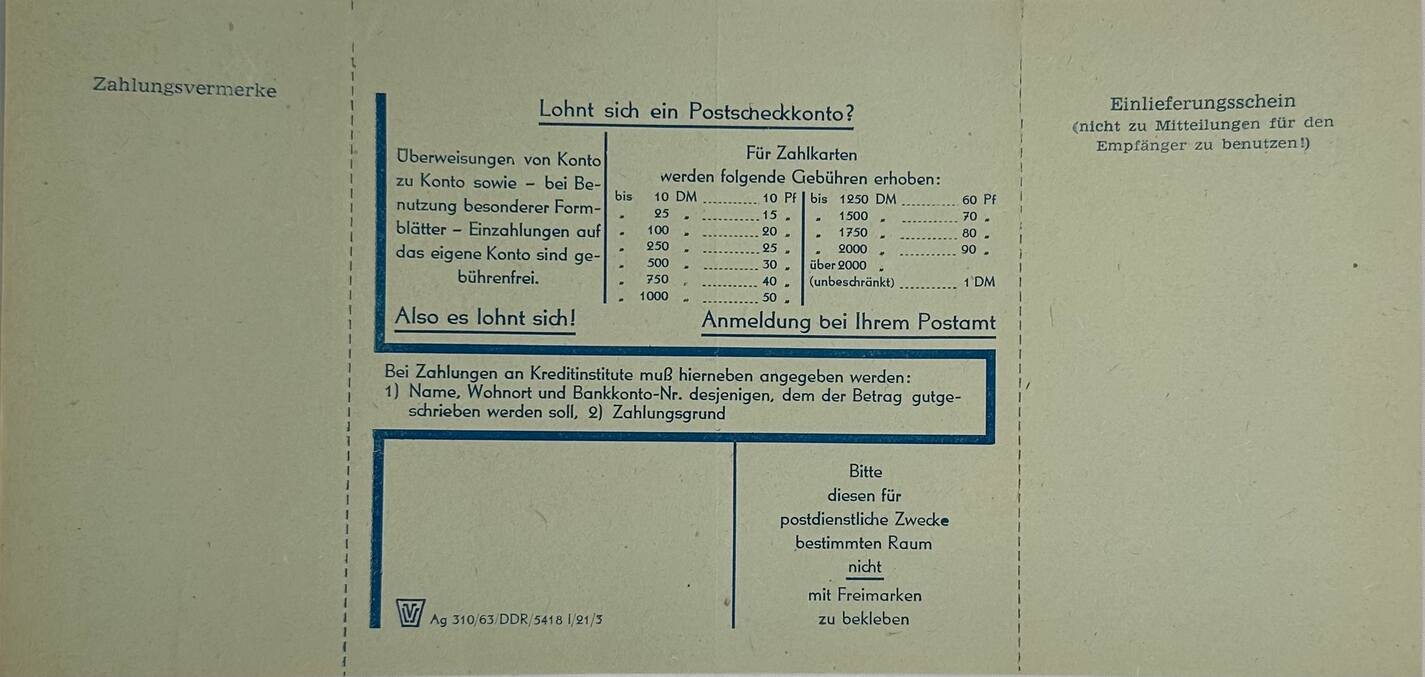 Zahlungsvermerke
Lohnt sich ein Postscheckkonto?
Überweisungen von Konto
zu Konto sowie – bei Be-
nutzung besonderer Form-
blätter – Einzahlungen auf
das eigene Konto sind ge-
bührenfrei.
Also es lohnt sich!
Für Zahlkarten
werden folgende Gebühren erhoben:
bis 10 DM .......... 10 Pf
„ 25 „ .......... 15 „
„ 100 „ .......... 20 „
„ 250 „ .......... 25 „
„ 500 „ .......... 30 „
„ 750 „ .......... 40 „
„ 1000 „ .......... 50 „
bis 1250 DM .......... 60 Pf
„ 1500 „ .......... 70 „
„ 1750 „ .......... 80 „
„ 2000 „ .......... 90 „
über 2000 „
(unbeschränkt) .......... 1 DM
Anmeldung bei Ihrem Postamt
Bei Zahlungen an Kreditinstitute muß hierneben angegeben werden:
1) Name, Wohnort und Bankkonto-Nr. desjenigen, dem der Betrag gutge-
schrieben werden soll, 2) Zahlungsgrund
Bitte
diesen für
postdienstliche Zwecke
bestimmten Raum
nicht
mit Freimarken
zu bekleben
Ag 310/63/DDR/5418 I/21/3
Einlieferungsschein
(nicht zu Mitteilungen für den
Empfänger zu benutzen!)